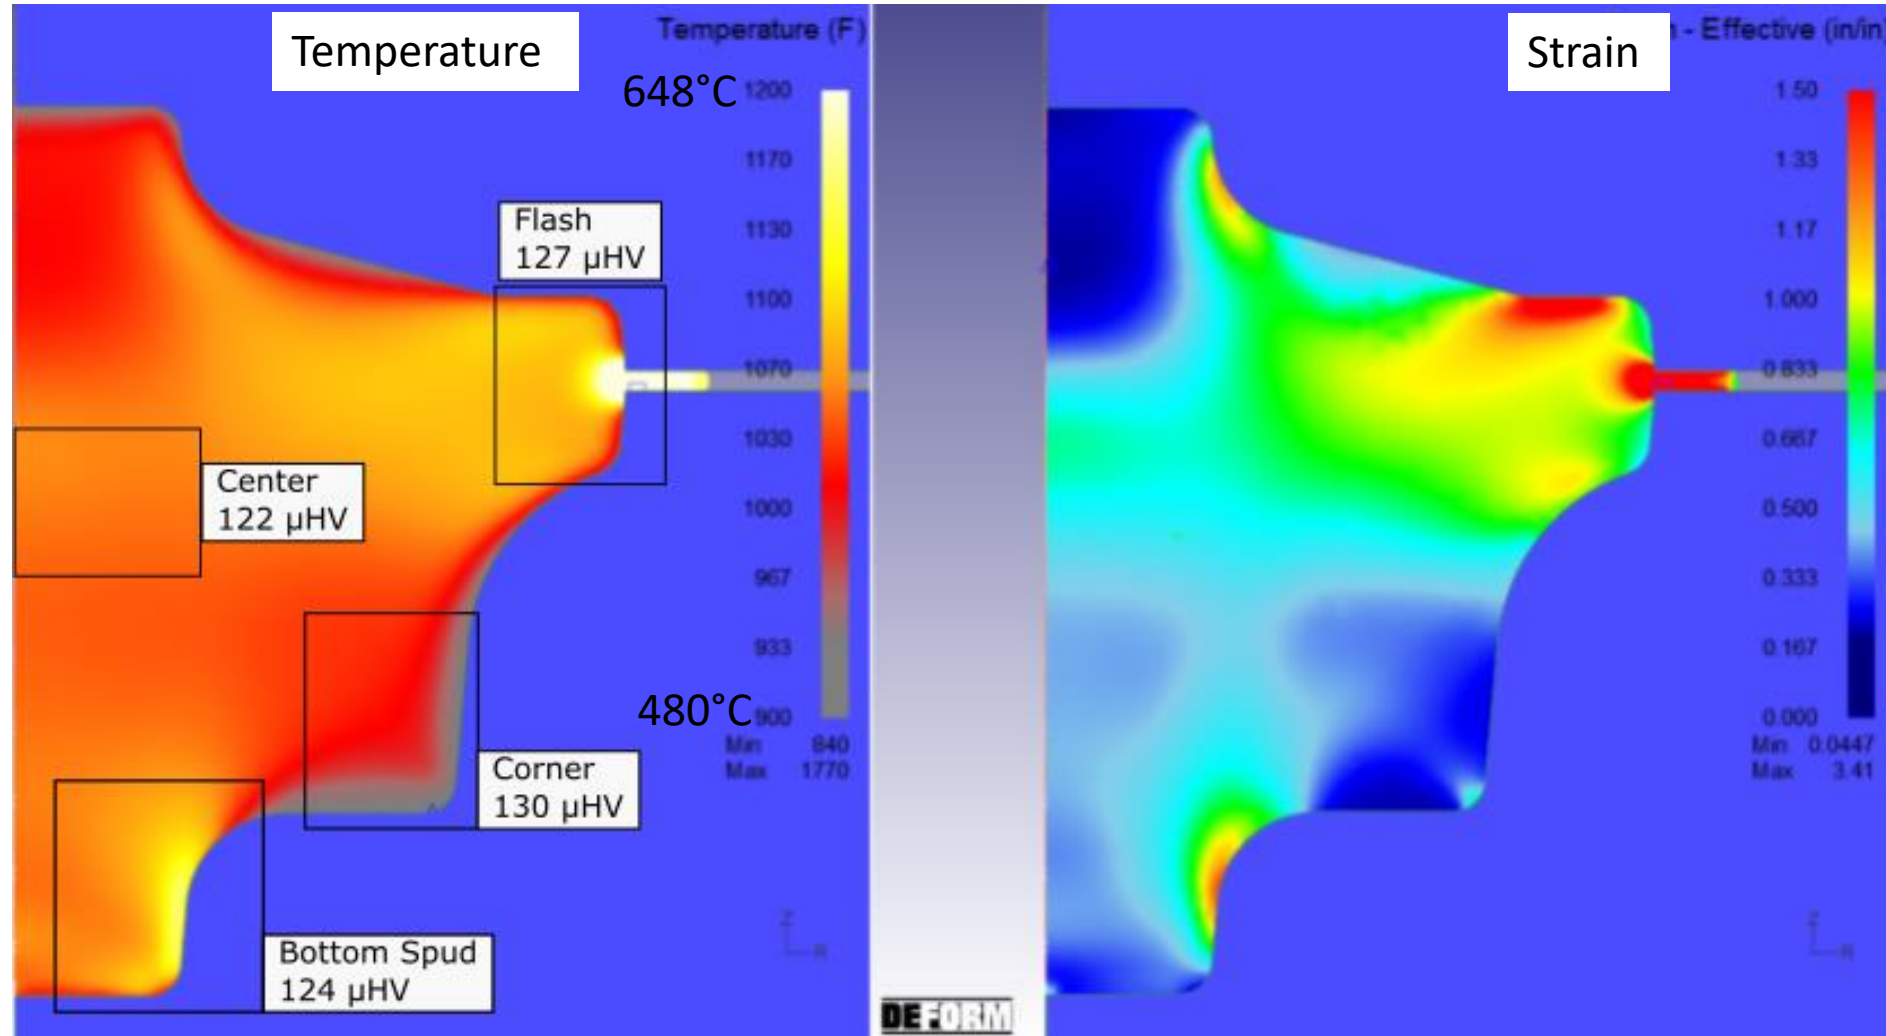 Temperature
Temperature (F)
648°C
1200
1170
1130
1100
1070
1030
1000
967
933
480°C
900
Min 840
Max 1770
Flash
127 µHV
Center
122 µHV
Corner
130 µHV
Bottom Spud
124 µHV
Z
R
DEFORM
Strain
- Effective (in/in)
1.50
1.33
1.17
1.000
0.833
0.667
0.500
0.333
0.167
0.000
Min 0.0447
Max 3.41
Z
R